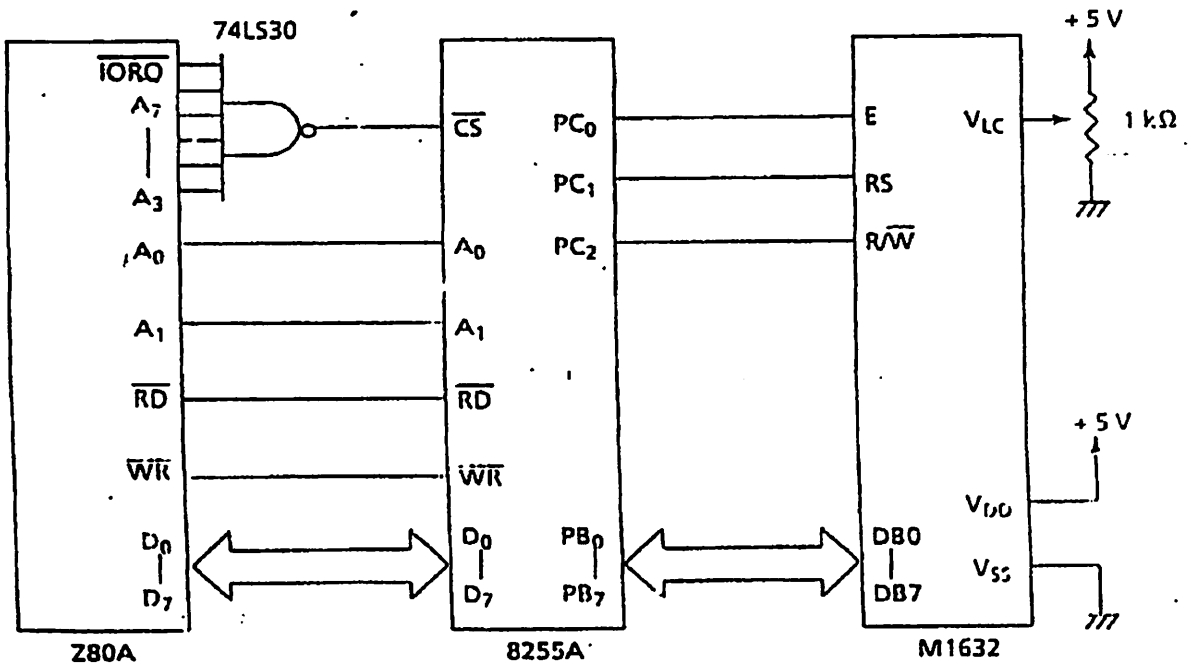 74LS30
+ 5 V
IORQ
A7
A3
A0
A1
RD
WR
D0
D7
Z80A
CS
A0
A1
RD
WR
D0
D7
PC0
PC1
PC2
PB0
PB7
8255A
E
RS
R/W
DB0
DB7
VLC
VDD
VSS
M1632
1 kΩ
+ 5 V